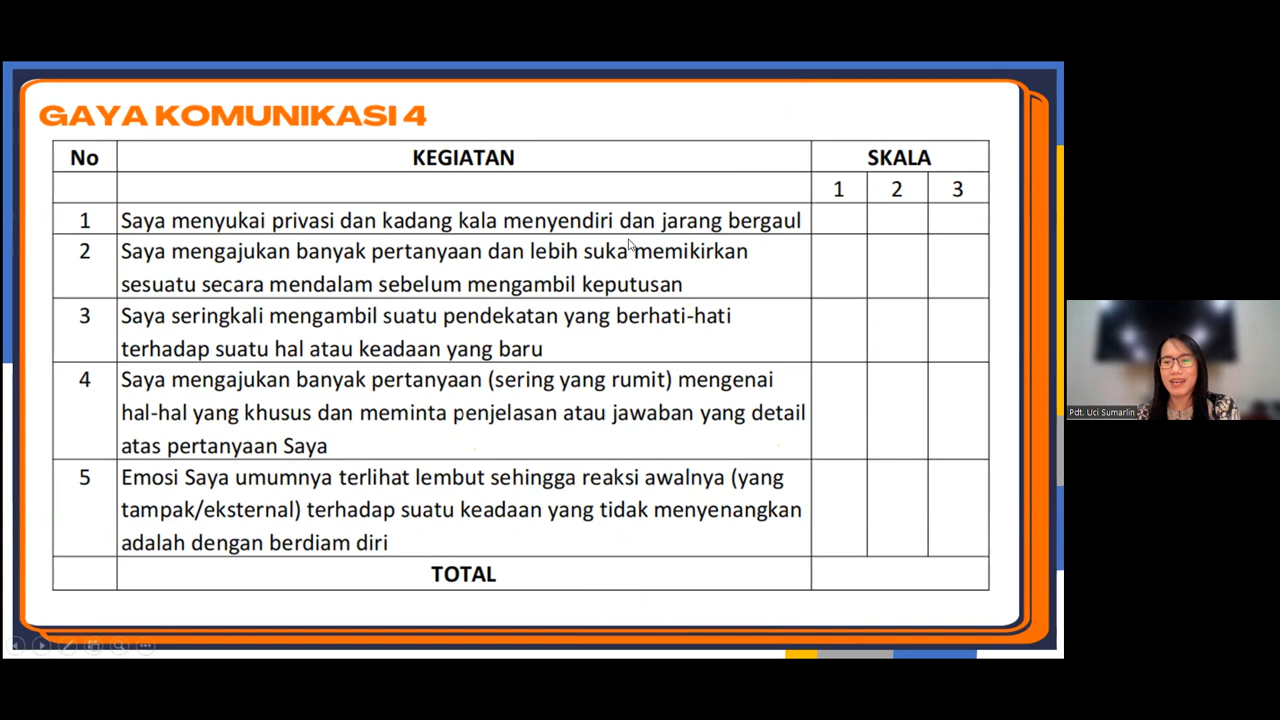 GAYA KOMUNIKASI 4
No KEGIATAN SKALA
1 2 3
1 Saya menyukai privasi dan kadang kala menyendiri dan jarang bergaul
2 Saya mengajukan banyak pertanyaan dan lebih suka memikirkan
sesuatu secara mendalam sebelum mengambil keputusan
3 Saya seringkali mengambil suatu pendekatan yang berhati-hati
terhadap suatu hal atau keadaan yang baru
4 Saya mengajukan banyak pertanyaan (sering yang rumit) mengenai
hal-hal yang khusus dan meminta penjelasan atau jawaban yang detail
atas pertanyaan Saya
5 Emosi Saya umumnya terlihat lembut sehingga reaksi awalnya (yang
tampak/eksternal) terhadap suatu keadaan yang tidak menyenangkan
adalah dengan berdiam diri
TOTAL
Pdt. Uci Sumarlin